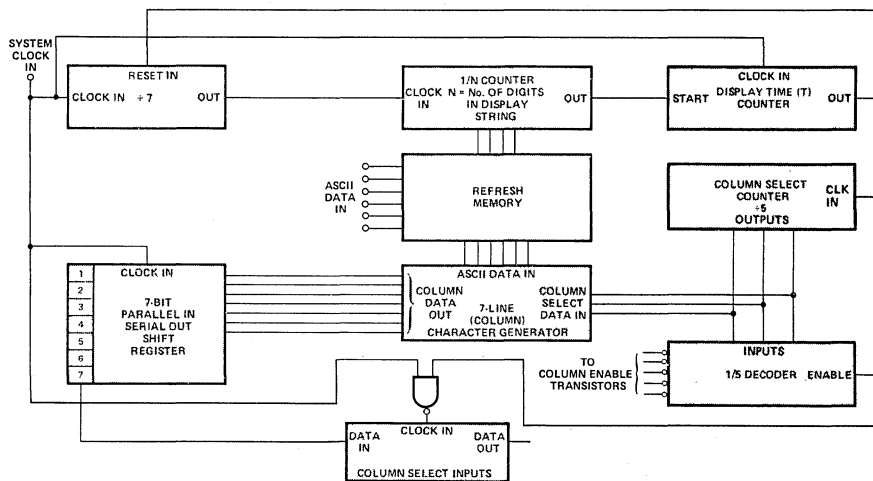 SYSTEM
CLOCK
IN
RESET IN
CLOCK IN ÷7 OUT
1/N COUNTER
CLOCK N = No. OF DIGITS OUT
IN IN DISPLAY
STRING
CLOCK IN
START DISPLAY TIME (T) OUT
COUNTER
ASCII
DATA
IN
REFRESH
MEMORY
COLUMN SELECT CLK
COUNTER IN
÷5
OUTPUTS
CLOCK IN
1
2
3
4
5
6
7
7-BIT
PARALLEL IN
SERIAL OUT
SHIFT
REGISTER
ASCII DATA IN
COLUMN COLUMN
DATA 7-LINE SELECT
OUT (COLUMN) DATA IN
CHARACTER GENERATOR
TO
COLUMN ENABLE
TRANSISTORS
INPUTS
1/5 DECODER ENABLE
CLOCK IN
DATA DATA
IN OUT
COLUMN SELECT INPUTS